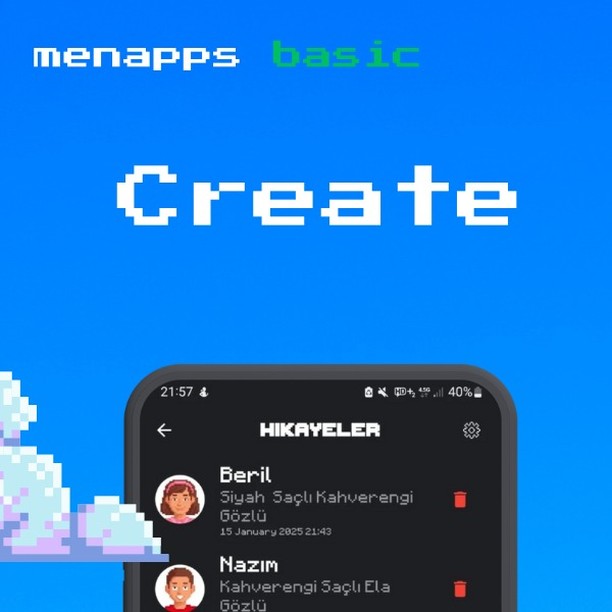 menapps basic
Create
21:57 40%
HIKAYELER
Beril
Siyah Saçlı Kahverengi
Gözlü
15 January 2025 21:43
Nazım
Kahverengi Saçlı Ela
Gözlü